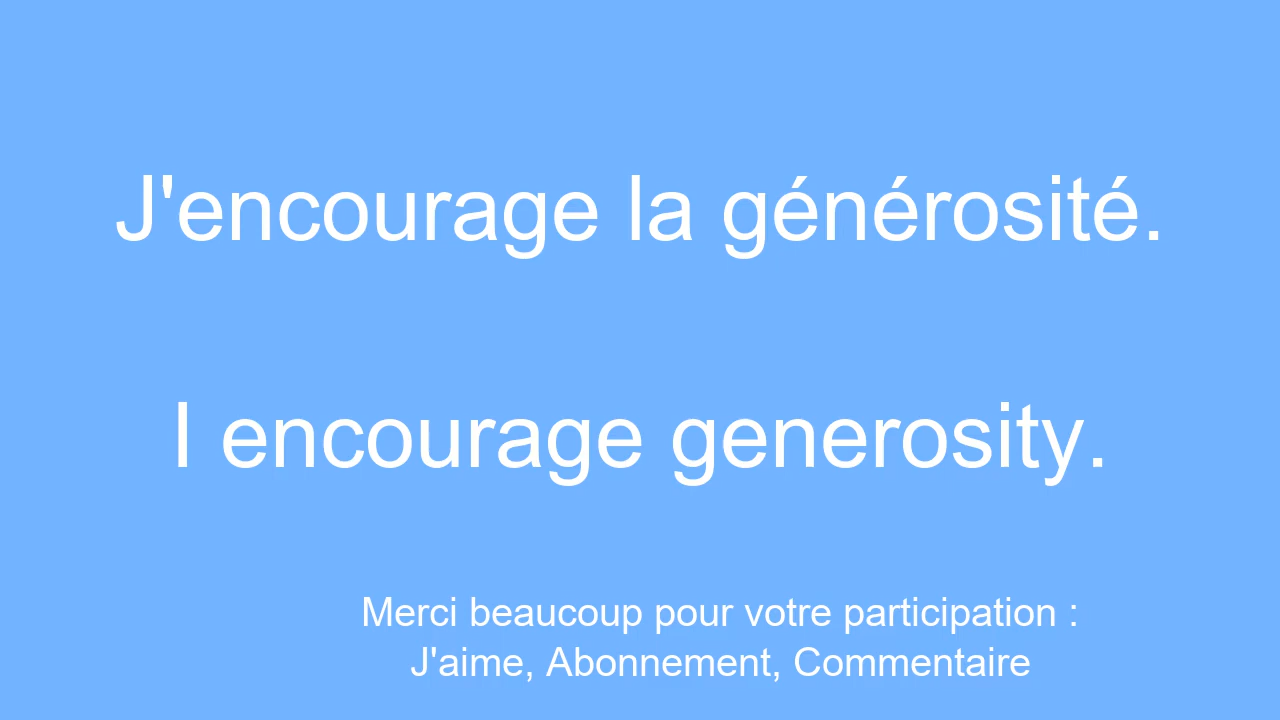 J'encourage la générosité.
I encourage generosity.
Merci beaucoup pour votre participation :
J'aime, Abonnement, Commentaire